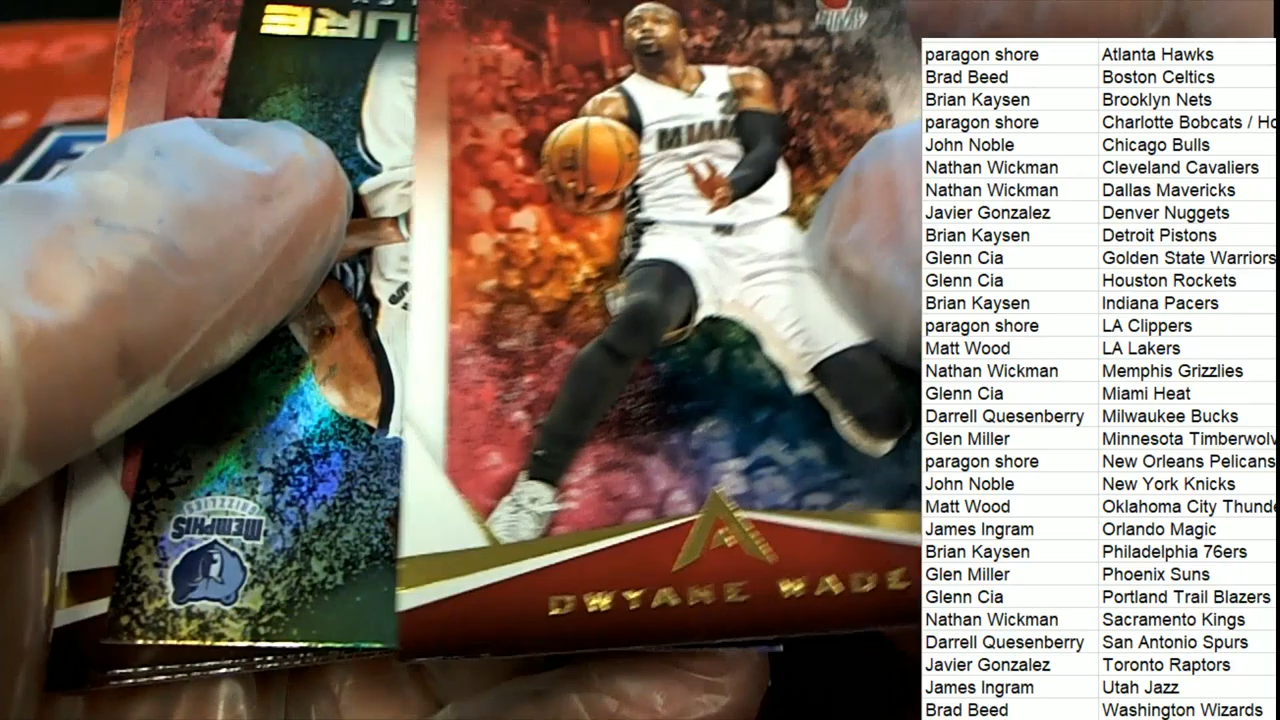 MIAMI
DWYANE WADE
MEMPHIS
GRIZZLIES
paragon shore Atlanta Hawks
Brad Beed Boston Celtics
Brian Kaysen Brooklyn Nets
paragon shore Charlotte Bobcats / Ho
John Noble Chicago Bulls
Nathan Wickman Cleveland Cavaliers
Nathan Wickman Dallas Mavericks
Javier Gonzalez Denver Nuggets
Brian Kaysen Detroit Pistons
Glenn Cia Golden State Warriors
Glenn Cia Houston Rockets
Brian Kaysen Indiana Pacers
paragon shore LA Clippers
Matt Wood LA Lakers
Nathan Wickman Memphis Grizzlies
Glenn Cia Miami Heat
Darrell Quesenberry Milwaukee Bucks
Glen Miller Minnesota Timberwolv
paragon shore New Orleans Pelicans
John Noble New York Knicks
Matt Wood Oklahoma City Thunde
James Ingram Orlando Magic
Brian Kaysen Philadelphia 76ers
Glen Miller Phoenix Suns
Glenn Cia Portland Trail Blazers
Nathan Wickman Sacramento Kings
Darrell Quesenberry San Antonio Spurs
Javier Gonzalez Toronto Raptors
James Ingram Utah Jazz
Brad Beed Washington Wizards